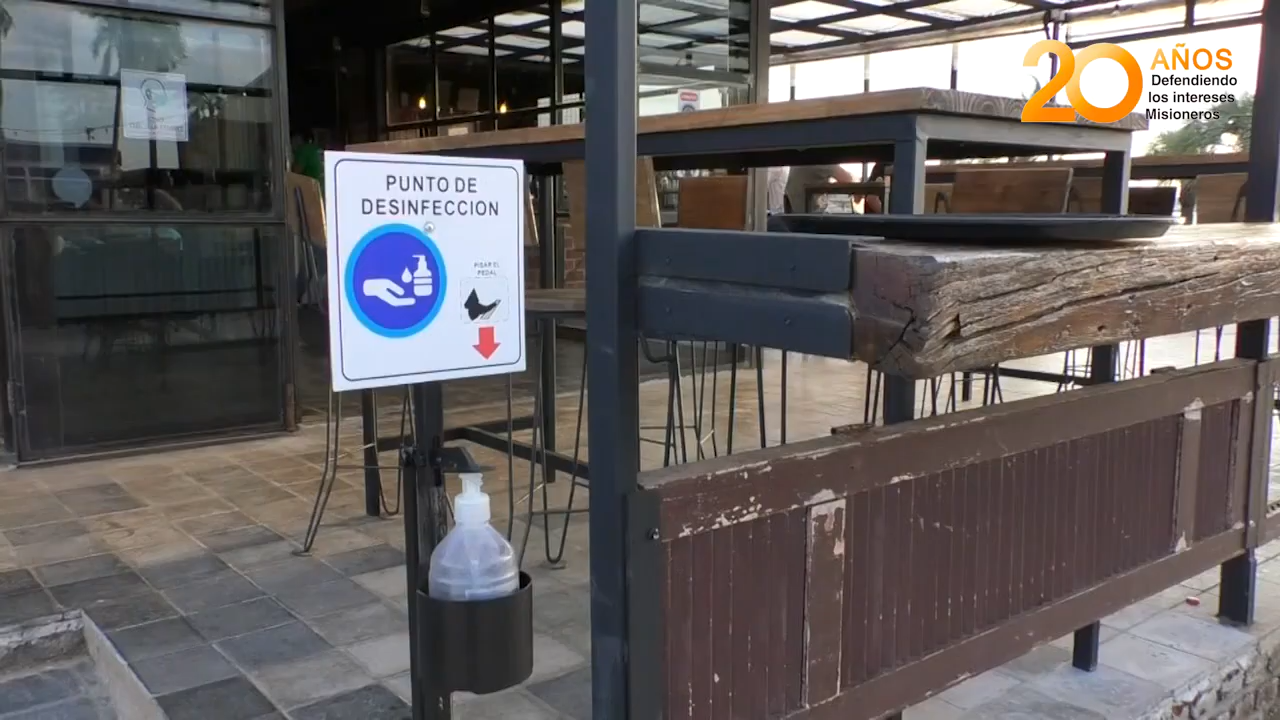 20 AÑOS
Defendiendo
los intereses
Misioneros
PUNTO DE
DESINFECCION
PISAR EL
PEDAL